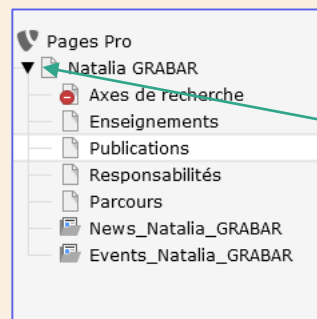 Pages Pro
Natalia GRABAR
Axes de recherche
Enseignements
Publications
Responsabilités
Parcours
News_Natalia_GRABAR
Events_Natalia_GRABAR